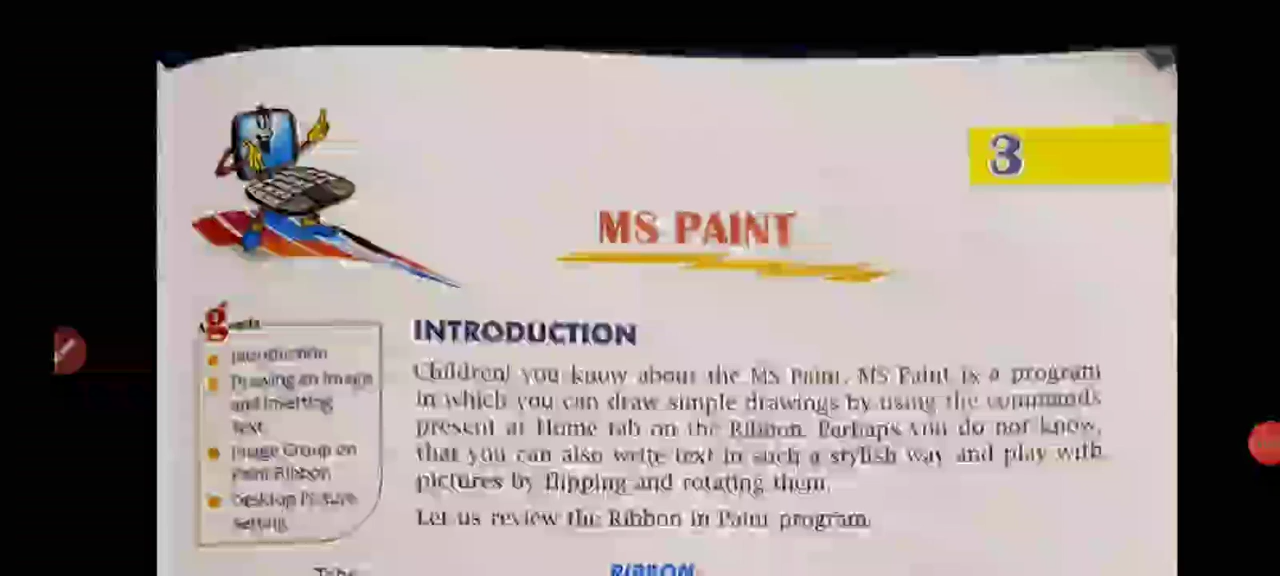 3
MS PAINT
Agenda
Introduction
Drawing an Image
and Inserting
Text
Image Group on
Paint Ribbon
Desktop Picture
Setting
INTRODUCTION
Children! you know about the MS Paint. MS Paint is a program
in which you can draw simple drawings by using the commands
present at Home tab on the Ribbon. Perhaps you do not know,
that you can also write text in such a stylish way and play with
pictures by flipping and rotating them.
Let us review the Ribbon in Paint program.
Tabs
RIBBON